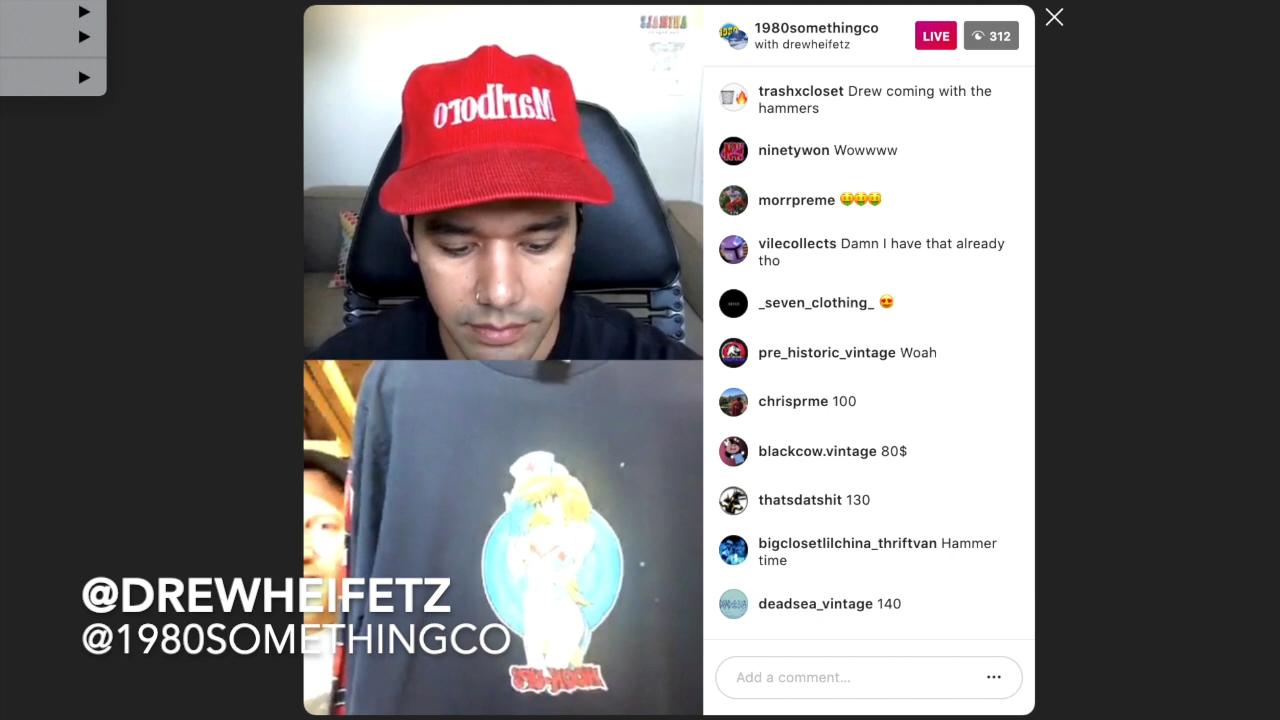 Marlboro
1980somethingco
with drewheifetz
LIVE
312
trashxcloset Drew coming with the
hammers
ninetywon Wowwww
morrpreme 🤑🤑🤑
vilecollects Damn I have that already
tho
_seven_clothing_ 😍
pre_historic_vintage Woah
chrisprme 100
blackcow.vintage 80$
thatsdatshit 130
bigclosetlilchina_thriftvan Hammer
time
deadsea_vintage 140
Add a comment...
@DREWHEIFETZ
@1980SOMETHINGCO